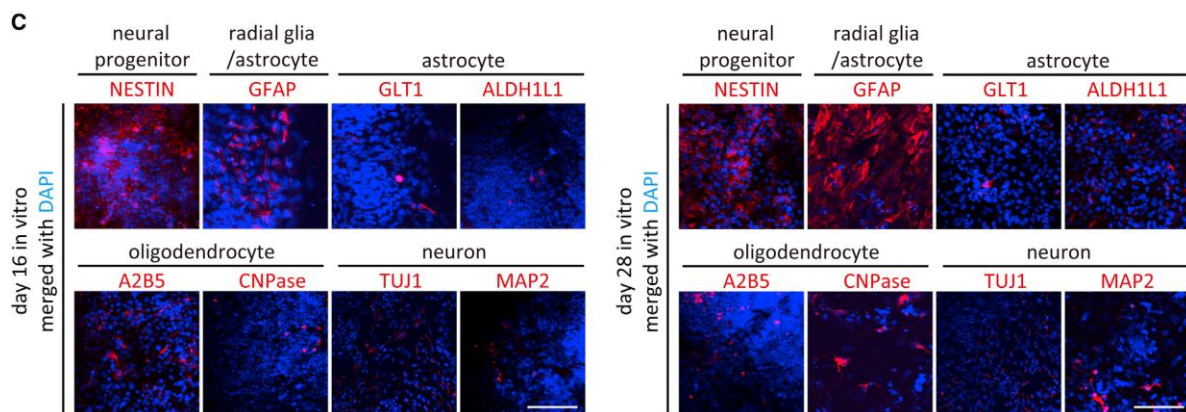 C
neural
progenitor
radial glia
/astrocyte
astrocyte
NESTIN
GFAP
GLT1
ALDH1L1
oligodendrocyte
neuron
A2B5
CNPase
TUJ1
MAP2
day 16 in vitro
merged with DAPI
neural
progenitor
radial glia
/astrocyte
astrocyte
NESTIN
GFAP
GLT1
ALDH1L1
oligodendrocyte
neuron
A2B5
CNPase
TUJ1
MAP2
day 28 in vitro
merged with DAPI